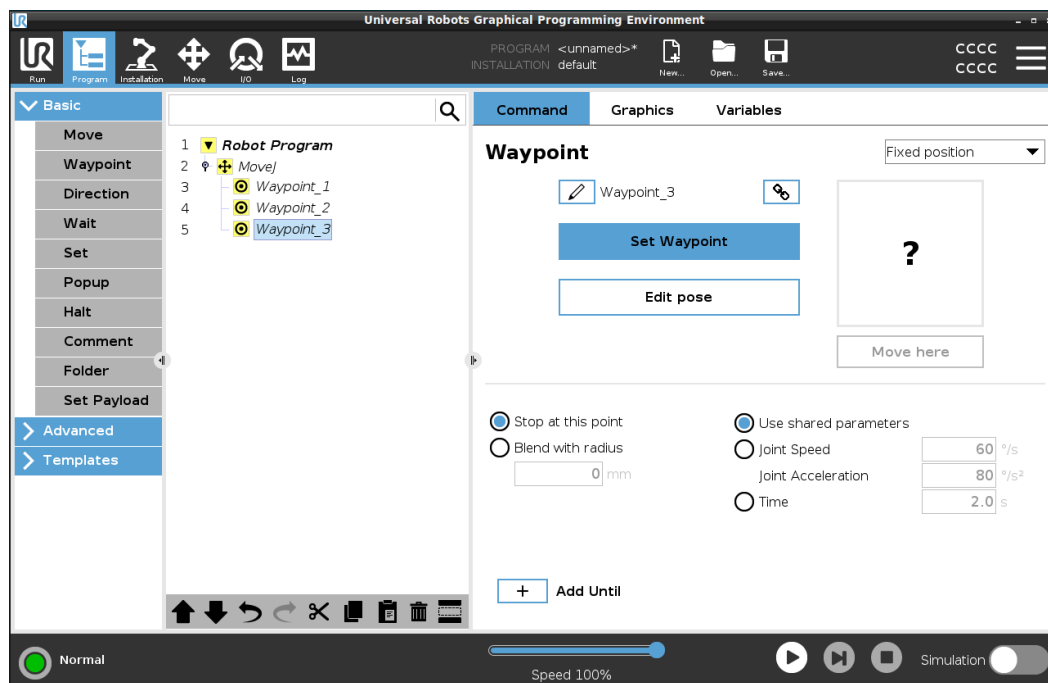 UR
Universal Robots Graphical Programming Environment
UR
Run
Program
Installation
Move
I/O
Log
PROGRAM <unnamed>*
INSTALLATION default
New...
Open...
Save...
CCCC
CCCC
Basic
Move
Waypoint
Direction
Wait
Set
Popup
Halt
Comment
Folder
Set Payload
Advanced
Templates
1 Robot Program
2 MoveJ
3 Waypoint_1
4 Waypoint_2
5 Waypoint_3
Command Graphics Variables
Waypoint
Fixed position
Waypoint_3
Set Waypoint
Edit pose
?
Move here
Stop at this point
Blend with radius
0 mm
Use shared parameters
Joint Speed 60 °/s
Joint Acceleration 80 °/s²
Time 2.0 s
+ Add Until
Normal
Speed 100%
Simulation